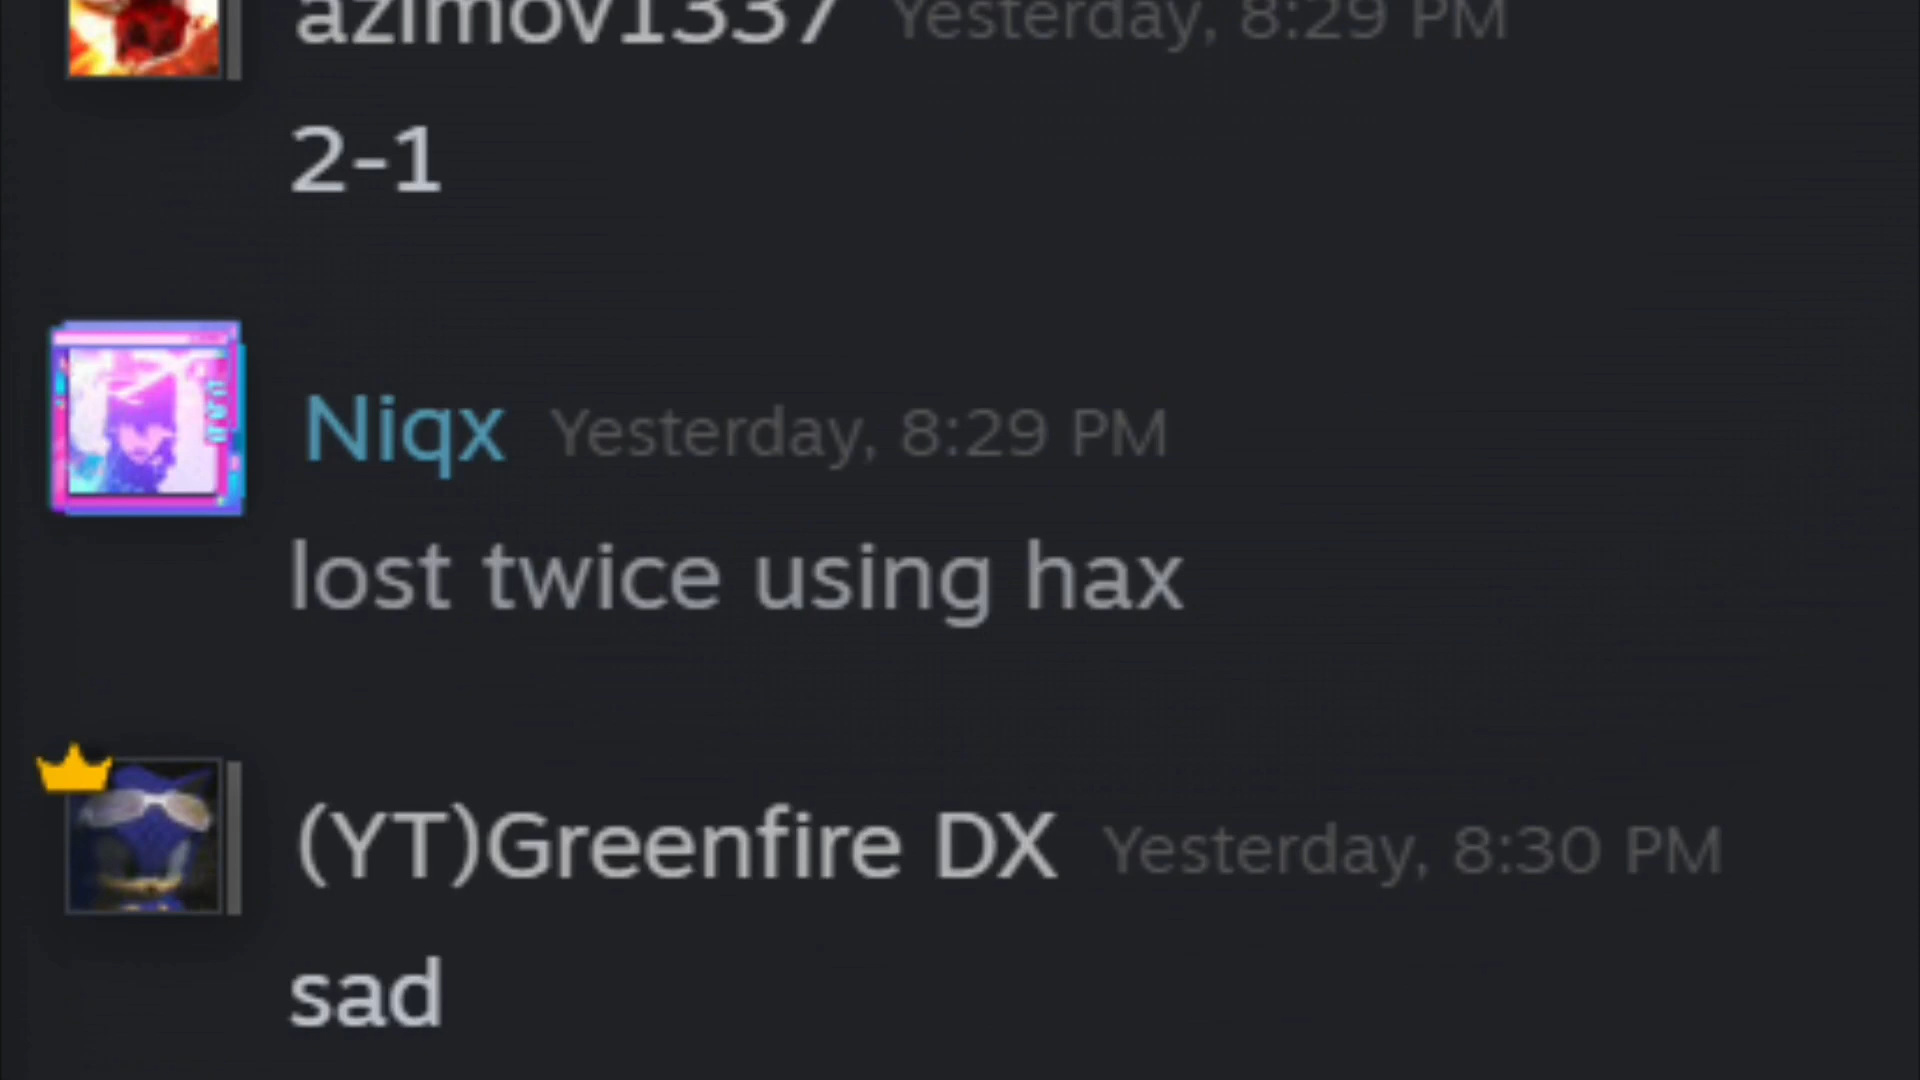 azimov1337 Yesterday, 8:29 PM
2-1
Niqx Yesterday, 8:29 PM
lost twice using hax
(YT)Greenfire DX Yesterday, 8:30 PM
sad